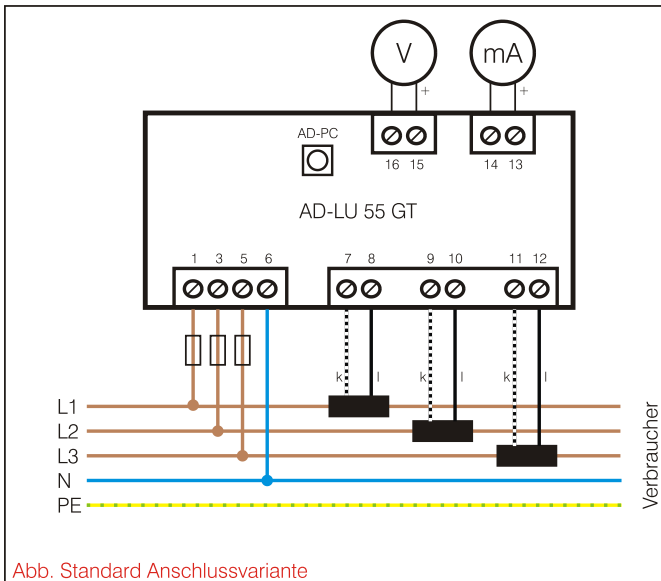 V mA
+ +
AD-PC
16 15 14 13
AD-LU 55 GT
1 3 5 6 7 8 9 10 11 12
k l k l k l
L1
L2
L3
N
PE
Verbraucher
Abb. Standard Anschlussvariante